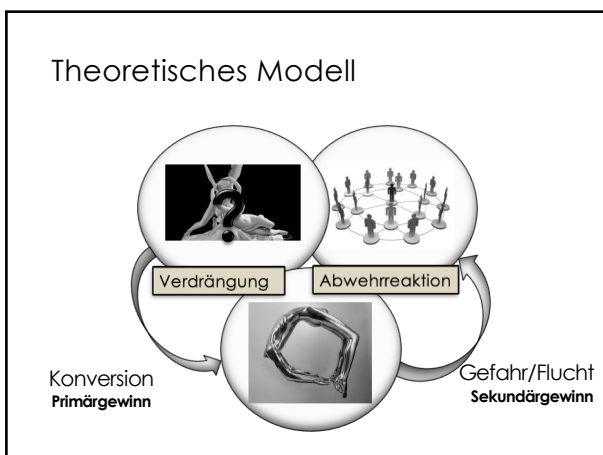 Theoretisches Modell
?
Verdrängung
Abwehrreaktion
Konversion
Primärgewinn
Gefahr/Flucht
Sekundärgewinn